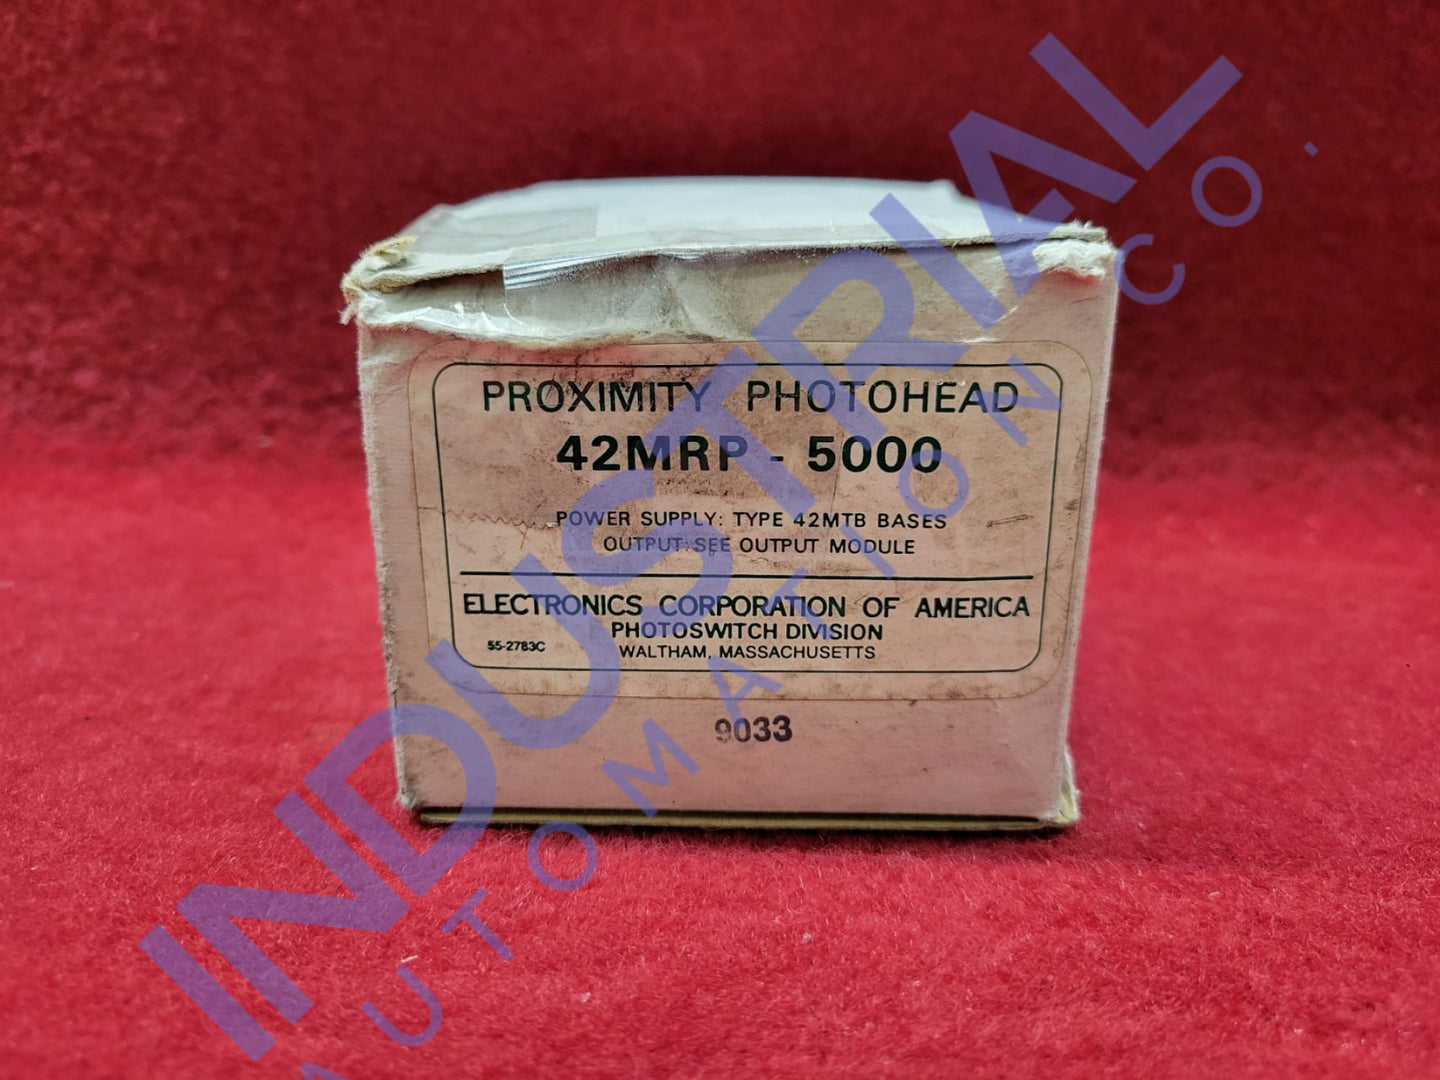 PROXIMITY PHOTOHEAD
42MRP - 5000
POWER SUPPLY: TYPE 42MTB BASES
OUTPUT: SEE OUTPUT MODULE
ELECTRONICS CORPORATION OF AMERICA
PHOTOSWITCH DIVISION
55-2783C
WALTHAM, MASSACHUSETTS
9033
INDUSTRIAL
AUTOMATION CO.